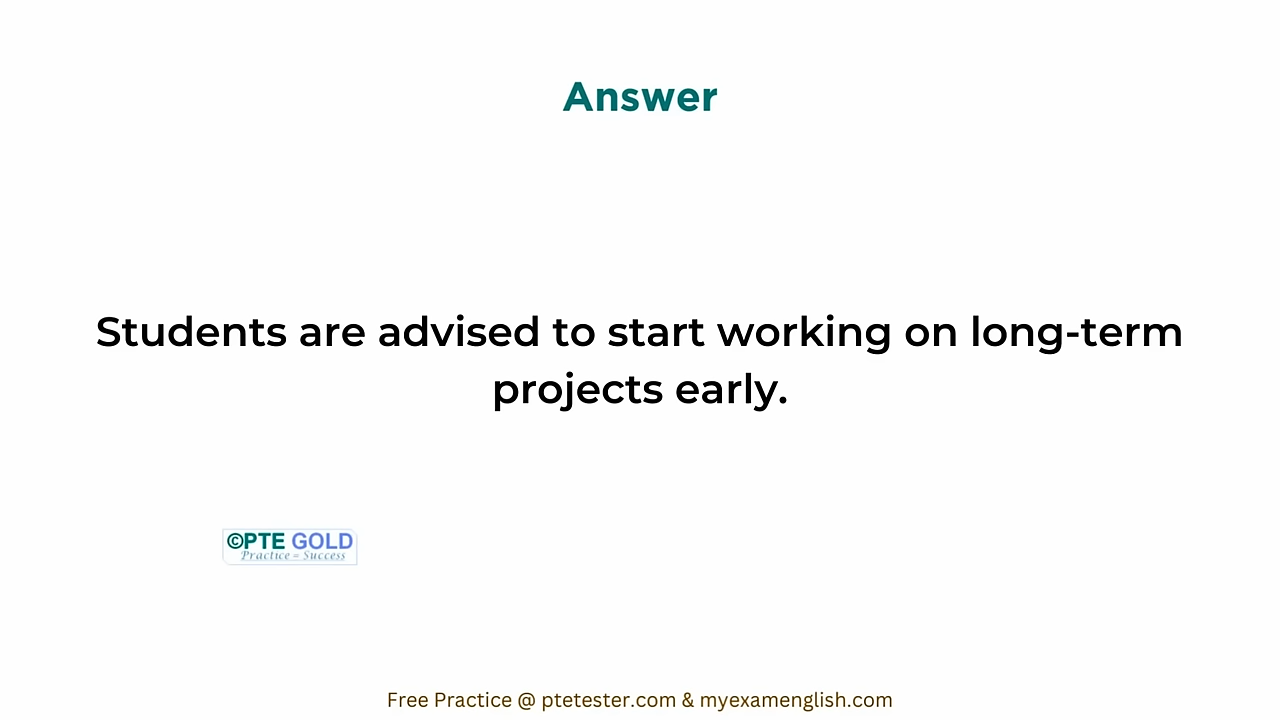 Answer
Students are advised to start working on long-term
projects early.
©PTE GOLD
Practice = Success
Free Practice @ ptetester.com & myexamenglish.com